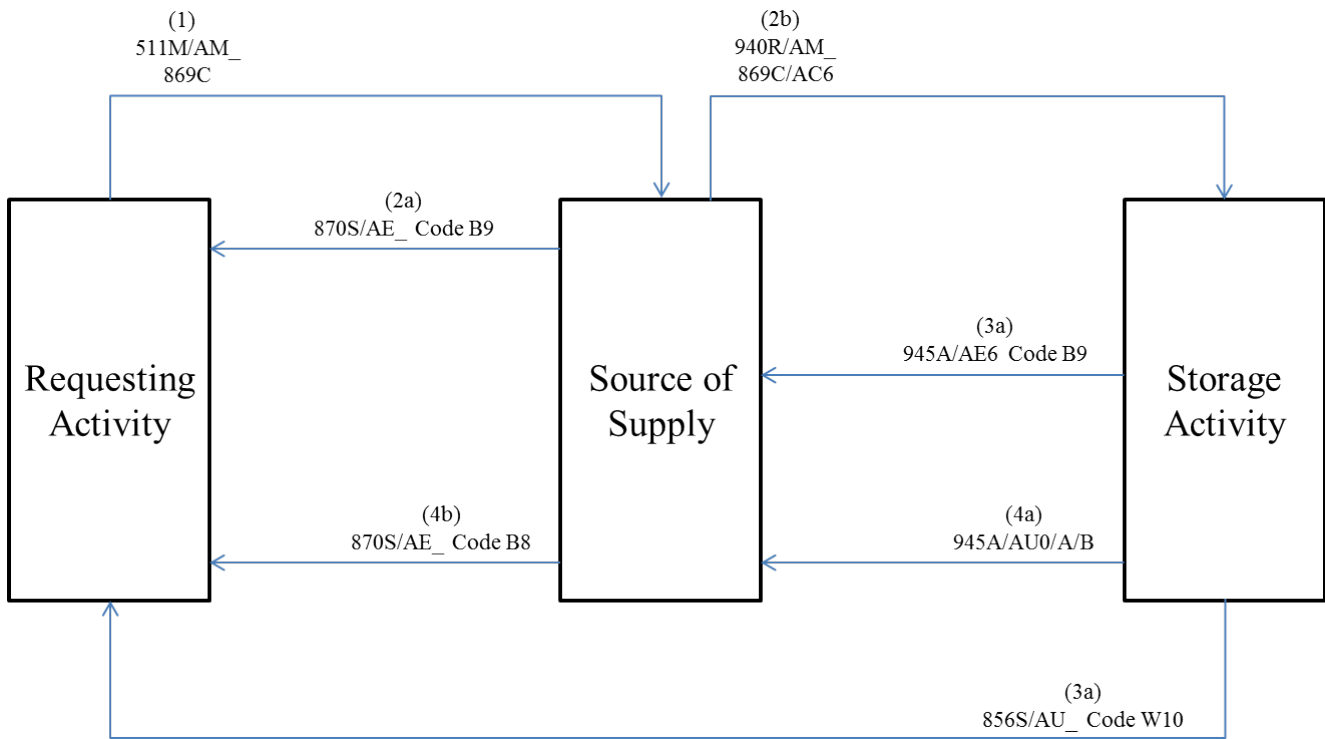 (1)
511M/AM_
869C
(2b)
940R/AM_
869C/AC6
(2a)
870S/AE_ Code B9
(3a)
945A/AE6 Code B9
Requesting
Activity
Source of
Supply
Storage
Activity
(4b)
870S/AE_ Code B8
(4a)
945A/AU0/A/B
(3a)
856S/AU_ Code W10